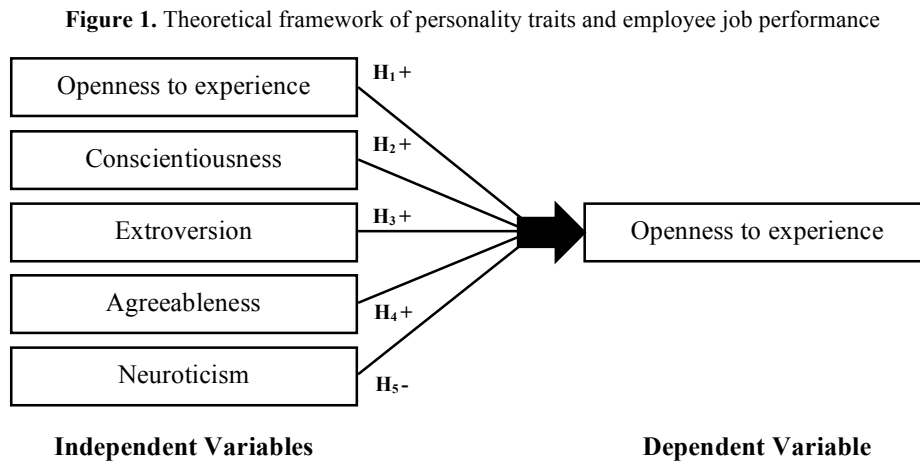 Figure 1. Theoretical framework of personality traits and employee job performance
Openness to experience
H₁+
Conscientiousness
H₂+
Extroversion
H₃+
Openness to experience
Agreeableness
H₄+
Neuroticism
H₅-
Independent Variables
Dependent Variable